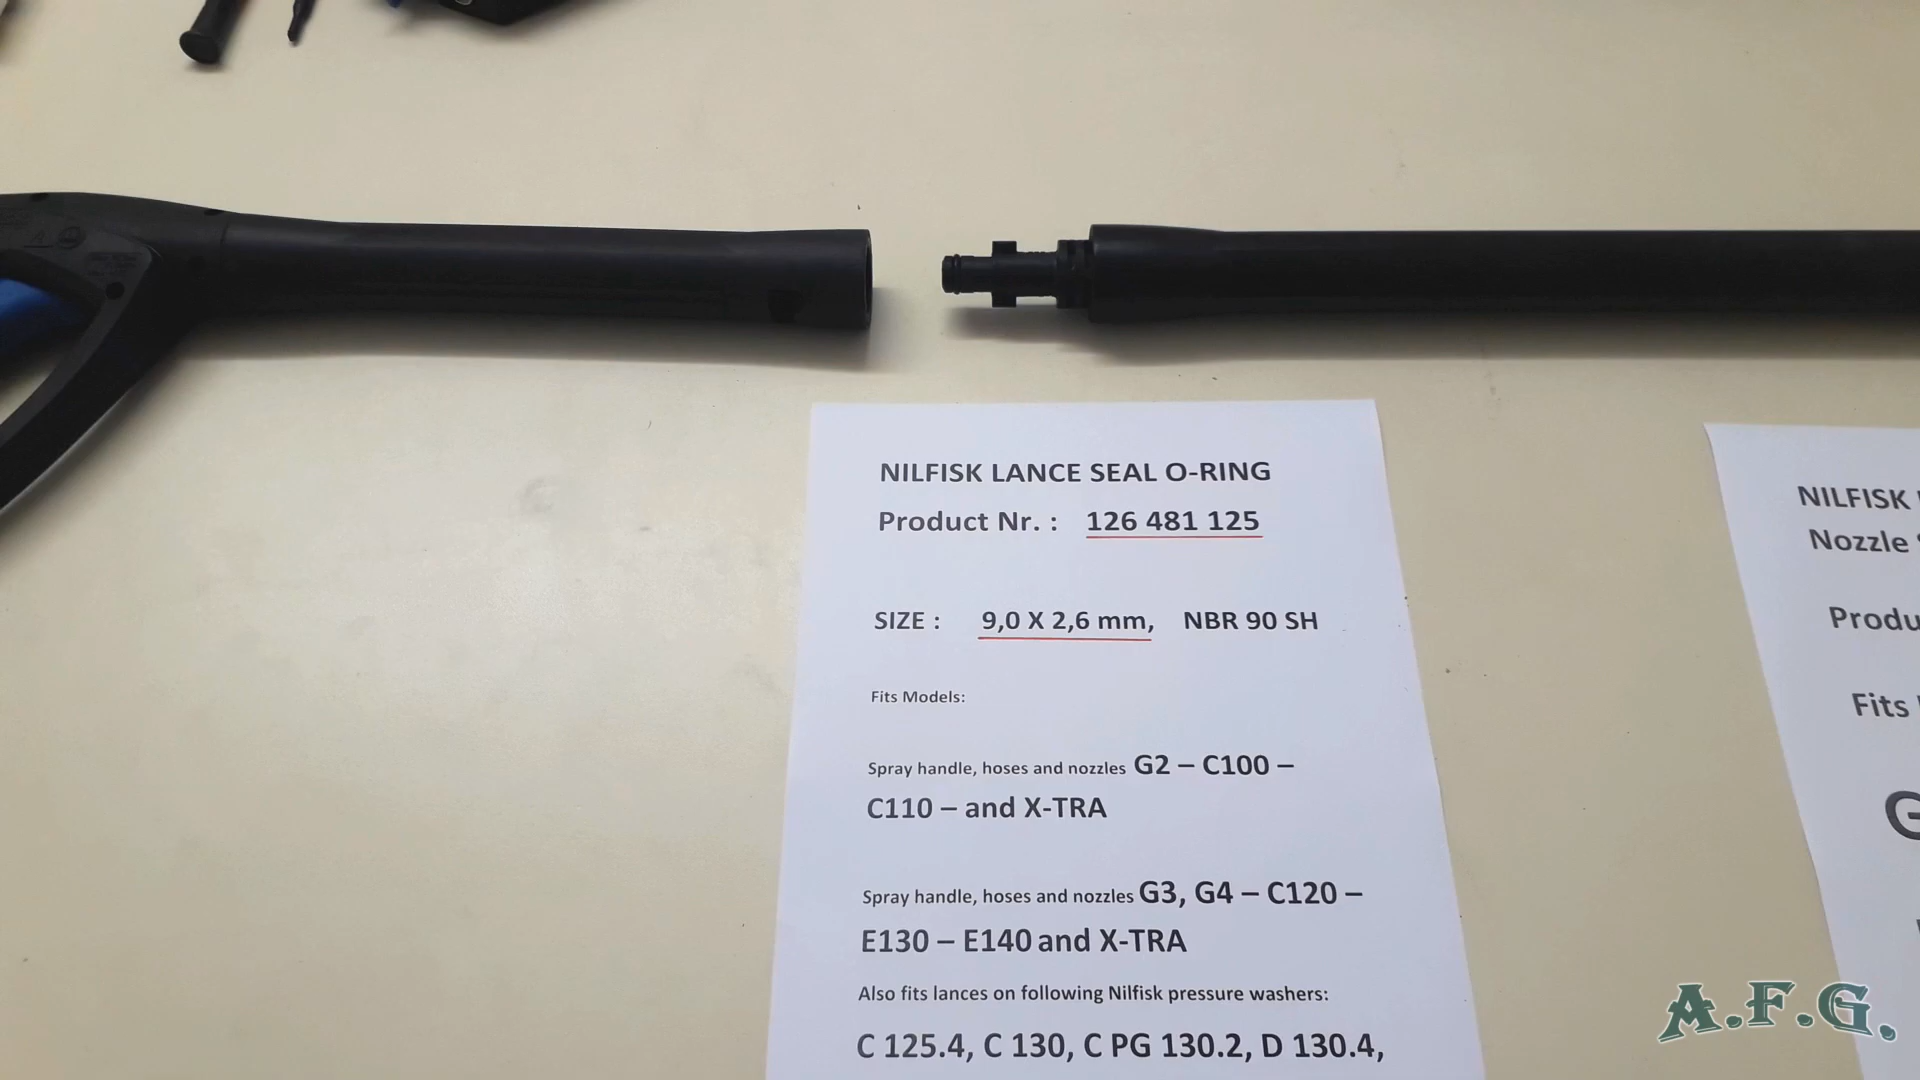 NILFISK LANCE SEAL O-RING
Product Nr. : 126 481 125
SIZE : 9,0 X 2,6 mm, NBR 90 SH
Fits Models:
Spray handle, hoses and nozzles G2 – C100 –
C110 – and X-TRA
Spray handle, hoses and nozzles G3, G4 – C120 –
E130 – E140 and X-TRA
Also fits lances on following Nilfisk pressure washers:
C 125.4, C 130, C PG 130.2, D 130.4,
NILFISK
Nozzle
Fits
A.F.G.